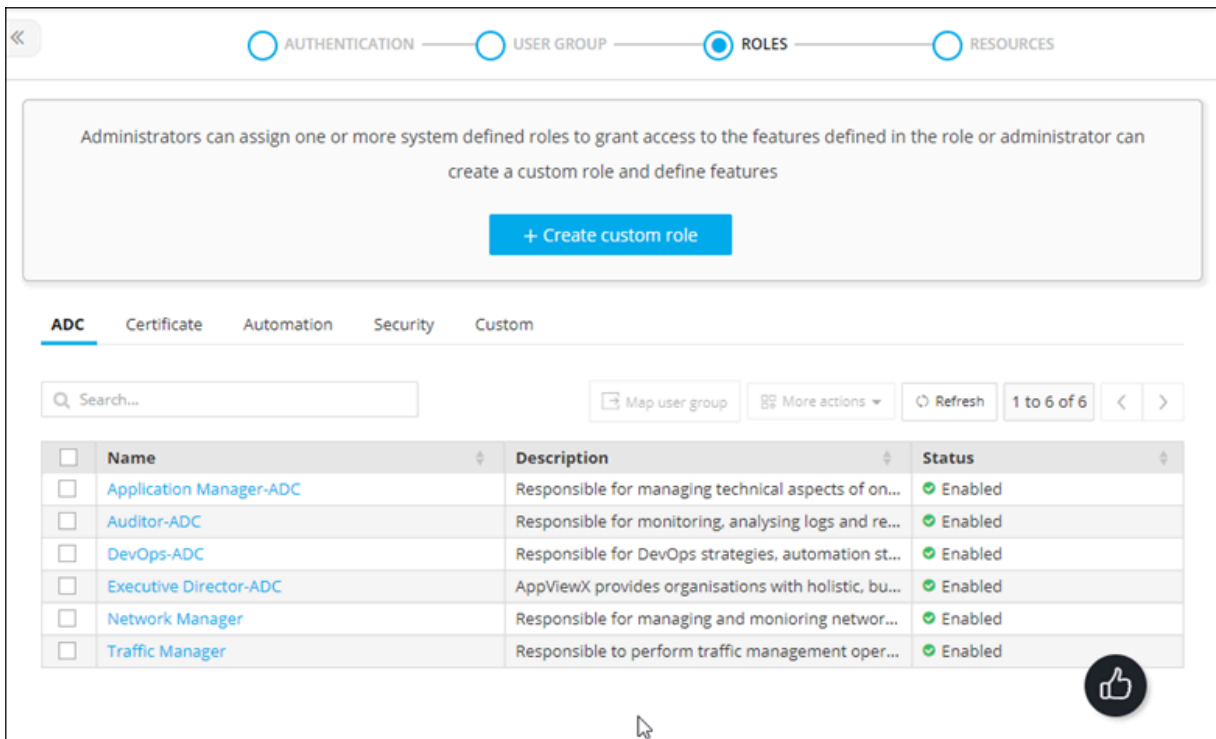 AUTHENTICATION USER GROUP ROLES RESOURCES
Administrators can assign one or more system defined roles to grant access to the features defined in the role or administrator can
create a custom role and define features
+ Create custom role
ADC Certificate Automation Security Custom
Search... Map user group More actions Refresh 1 to 6 of 6
Name Description Status
Application Manager-ADC Responsible for managing technical aspects of on... Enabled
Auditor-ADC Responsible for monitoring, analysing logs and re... Enabled
DevOps-ADC Responsible for DevOps strategies, automation st... Enabled
Executive Director-ADC AppViewX provides organisations with holistic, bu... Enabled
Network Manager Responsible for managing and monioring networ... Enabled
Traffic Manager Responsible to perform traffic management oper... Enabled